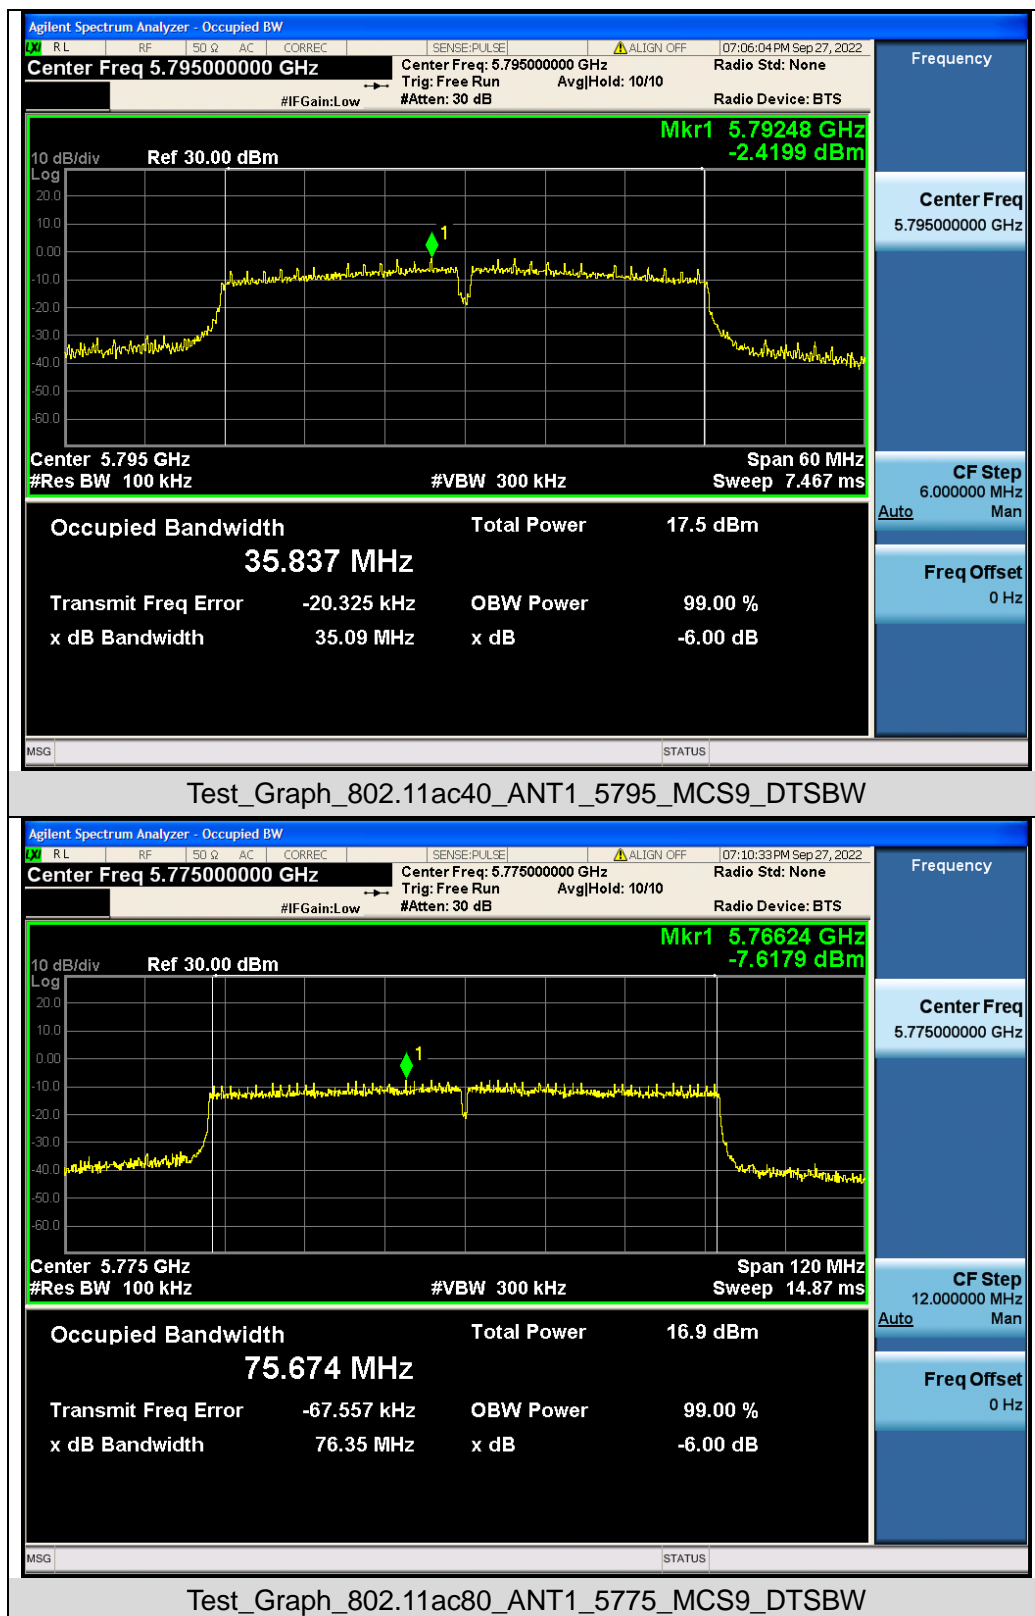 Agilent Spectrum Analyzer - Occupied BW
LXI RL RF 50 Ω AC CORREC SENSE:PULSE ALIGN OFF 07:06:04 PM Sep 27, 2022
Center Freq 5.795000000 GHz Center Freq: 5.795000000 GHz Radio Std: None
Trig: Free Run Avg|Hold: 10/10
#IFGain:Low #Atten: 30 dB Radio Device: BTS
Frequency
Mkr1 5.79248 GHz
-2.4199 dBm
10 dB/div Ref 30.00 dBm
Log
20.0
10.0
0.00
-10.0
-20.0
-30.0
-40.0
-50.0
-60.0
1
Center 5.795 GHz Span 60 MHz
#Res BW 100 kHz #VBW 300 kHz Sweep 7.467 ms
Center Freq
5.795000000 GHz
CF Step
6.000000 MHz
Auto Man
Freq Offset
0 Hz
Occupied Bandwidth Total Power 17.5 dBm
35.837 MHz
Transmit Freq Error -20.325 kHz OBW Power 99.00 %
x dB Bandwidth 35.09 MHz x dB -6.00 dB
MSG STATUS
Test_Graph_802.11ac40_ANT1_5795_MCS9_DTSBW
Agilent Spectrum Analyzer - Occupied BW
LXI RL RF 50 Ω AC CORREC SENSE:PULSE ALIGN OFF 07:10:33 PM Sep 27, 2022
Center Freq 5.775000000 GHz Center Freq: 5.775000000 GHz Radio Std: None
Trig: Free Run Avg|Hold: 10/10
#IFGain:Low #Atten: 30 dB Radio Device: BTS
Frequency
Mkr1 5.76624 GHz
-7.6179 dBm
10 dB/div Ref 30.00 dBm
Log
20.0
10.0
0.00
-10.0
-20.0
-30.0
-40.0
-50.0
-60.0
1
Center 5.775 GHz Span 120 MHz
#Res BW 100 kHz #VBW 300 kHz Sweep 14.87 ms
Center Freq
5.775000000 GHz
CF Step
12.000000 MHz
Auto Man
Freq Offset
0 Hz
Occupied Bandwidth Total Power 16.9 dBm
75.674 MHz
Transmit Freq Error -67.557 kHz OBW Power 99.00 %
x dB Bandwidth 76.35 MHz x dB -6.00 dB
MSG STATUS
Test_Graph_802.11ac80_ANT1_5775_MCS9_DTSBW